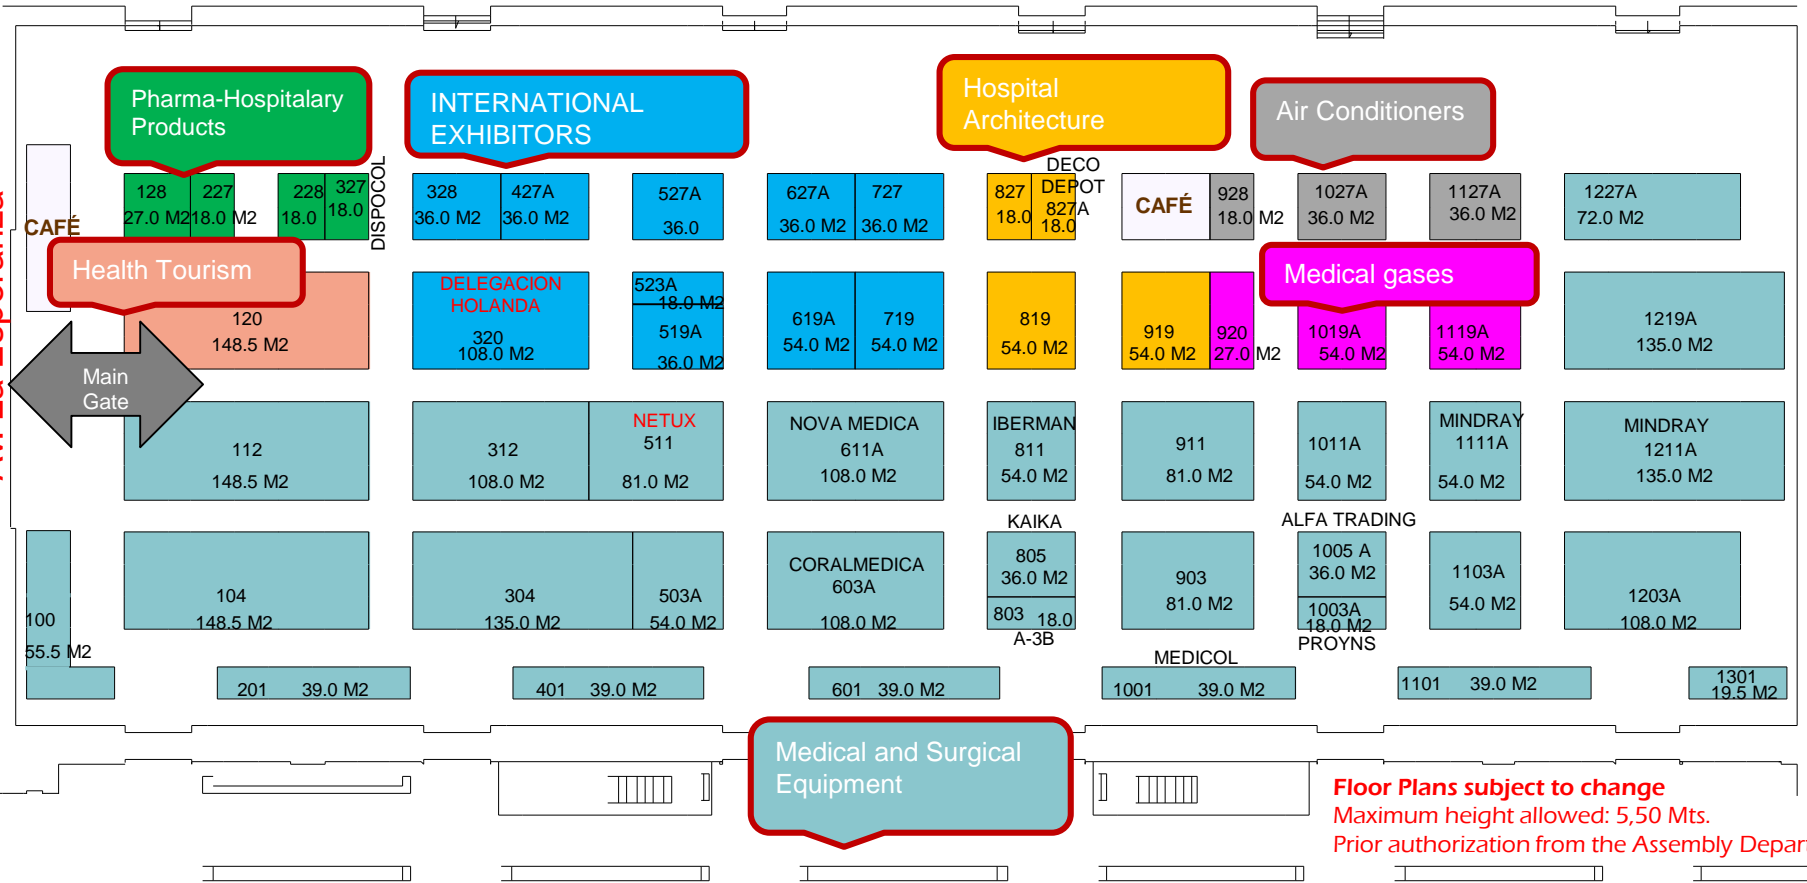 Pharma-Hospitalary
Products
INTERNATIONAL
EXHIBITORS
Hospital
Architecture
Air Conditioners
CAFÉ
128
27.0 M2
227
18.0 M2
228
18.0
327
18.0
DISPOCOL
328
36.0 M2
427A
36.0 M2
527A
36.0
627A
36.0 M2
727
36.0 M2
827
18.0
DECO
DEPOT
827A
18.0
CAFÉ
928
18.0 M2
1027A
36.0 M2
1127A
36.0 M2
1227A
72.0 M2
Health Tourism
120
148.5 M2
DELEGACION
HOLANDA
320
108.0 M2
523A
18.0 M2
519A
36.0 M2
619A
54.0 M2
719
54.0 M2
819
54.0 M2
919
54.0 M2
920
27.0 M2
Medical gases
1019A
54.0 M2
1119A
54.0 M2
1219A
135.0 M2
Main
Gate
112
148.5 M2
312
108.0 M2
NETUX
511
81.0 M2
NOVA MEDICA
611A
108.0 M2
IBERMAN
811
54.0 M2
911
81.0 M2
1011A
54.0 M2
MINDRAY
1111A
54.0 M2
MINDRAY
1211A
135.0 M2
100
55.5 M2
104
148.5 M2
304
135.0 M2
503A
54.0 M2
CORALMEDICA
603A
108.0 M2
KAIKA
805
36.0 M2
803 18.0
A-3B
903
81.0 M2
ALFA TRADING
1005 A
36.0 M2
1003A
18.0 M2
PROYNS
1103A
54.0 M2
1203A
108.0 M2
201 39.0 M2
401 39.0 M2
601 39.0 M2
MEDICOL
1001 39.0 M2
1101 39.0 M2
1301
19.5 M2
Medical and Surgical
Equipment
Floor Plans subject to change
Maximum height allowed: 5,50 Mts.
Prior authorization from the Assembly Depar